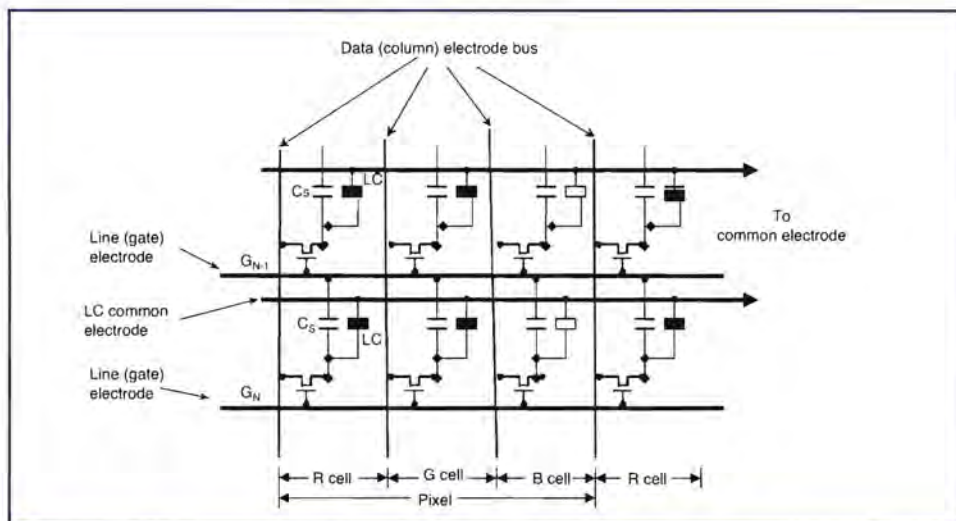 Data (column) electrode bus
Cs
LC
To
common electrode
Line (gate)
electrode
GN-1
LC common
electrode
CS
LC
Line (gate)
electrode
GN
R cell
G cell
B cell
R cell
Pixel